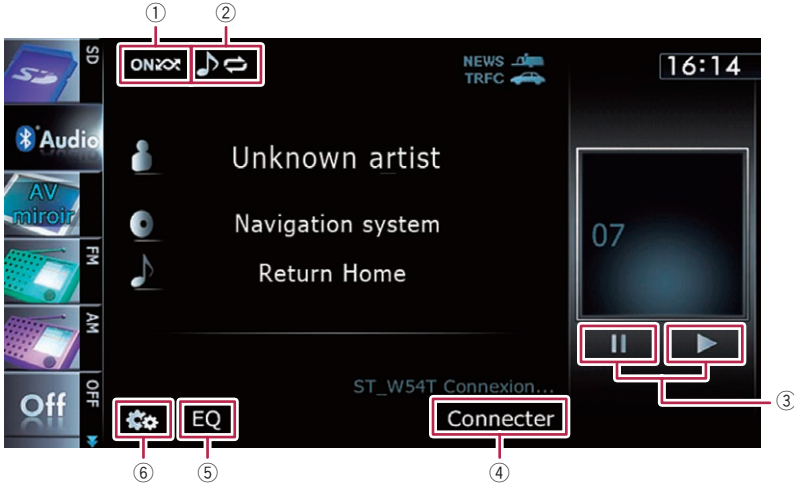 ① ②
SD
ON
NEWS
TRFC
16:14
Audio
Unknown artist
AV
miroir
Navigation system
07
FM
Return Home
AM
ST_W54T Connexion...
③
Off
OFF
EQ
Connecter
⑥ ⑤ ④